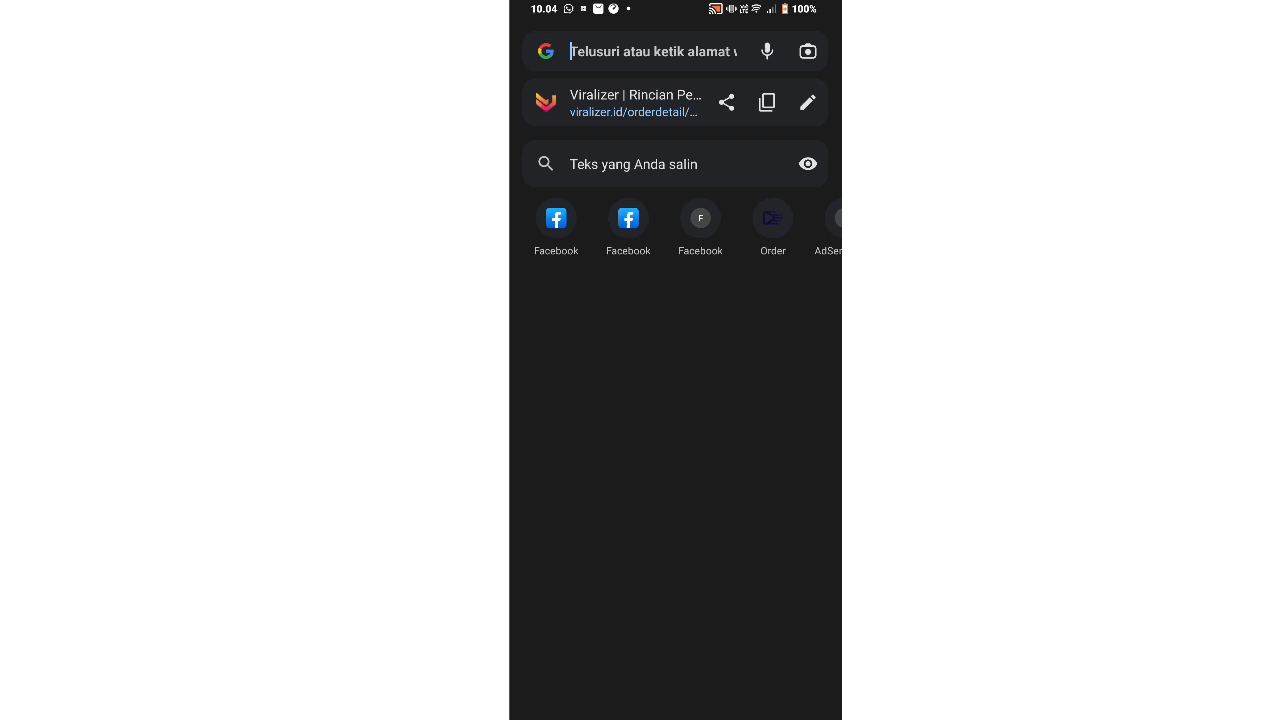 10.04 100%
Telusuri atau ketik alamat
Viralizer | Rincian Pe...
viralizer.id/orderdetail/...
Teks yang Anda salin
F
Facebook Facebook Facebook Order AdSer